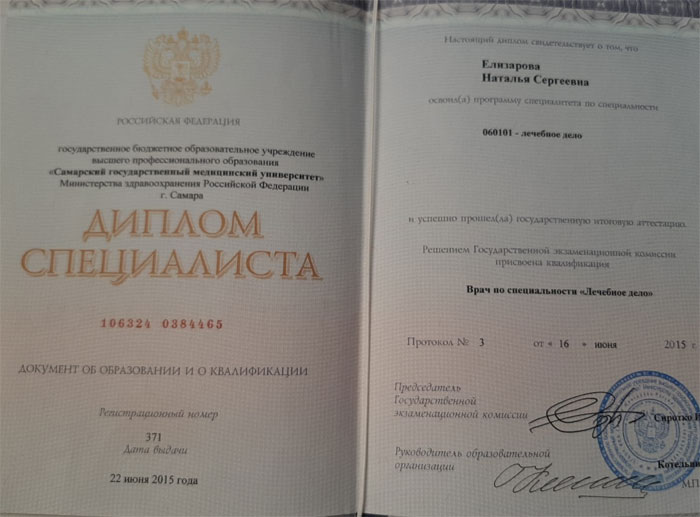 РОССИЙСКАЯ ФЕДЕРАЦИЯ
государственное бюджетное образовательное учреждение
высшего профессионального образования
«Самарский государственный медицинский университет»
Министерства здравоохранения Российской Федерации
г. Самара
ДИПЛОМ
СПЕЦИАЛИСТА
106324 0384465
ДОКУМЕНТ ОБ ОБРАЗОВАНИИ И О КВАЛИФИКАЦИИ
Регистрационный номер
371
Дата выдачи
22 июня 2015 года
Настоящий диплом свидетельствует о том, что
Елизарова
Наталья Сергеевна
освоил(а) программу специалитета по специальности
060101 - лечебное дело
и успешно прошел(ла) государственную итоговую аттестацию
Решением Государственной экзаменационной комиссии
присвоена квалификация
Врач по специальности «Лечебное дело»
Протокол № 3 от « 16 » июня 2015 г.
Председатель
Государственной
экзаменационной комиссии
Руководитель образовательной
организации
М.П.